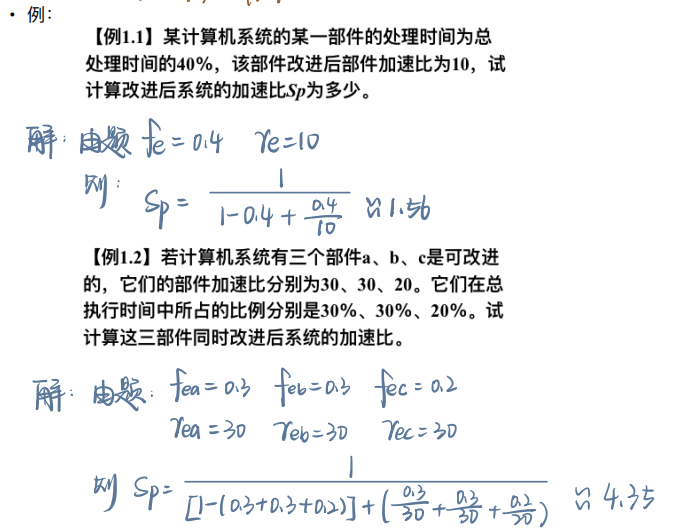 • 例：
【例1.1】某计算机系统的某一部件的处理时间为总
处理时间的40%，该部件改进后部件加速比为10，试
计算改进后系统的加速比Sp为多少。
解：由题 fe=0.4 re=10
则：Sp = 1 / (1-0.4+0.4/10) ≈ 1.56
【例1.2】若计算机系统有三个部件a、b、c是可改进
的，它们的部件加速比分别为30、30、20。它们在总
执行时间中所占的比例分别是30%、30%、20%。试
计算这三部件同时改进后系统的加速比。
解：由题：fea=0.3 feb=0.3 fec=0.2
rea=30 reb=30 rec=30
则 Sp = 1 / ([1-(0.3+0.3+0.2)]+(0.3/30+0.3/30+0.2/20)) ≈ 4.35